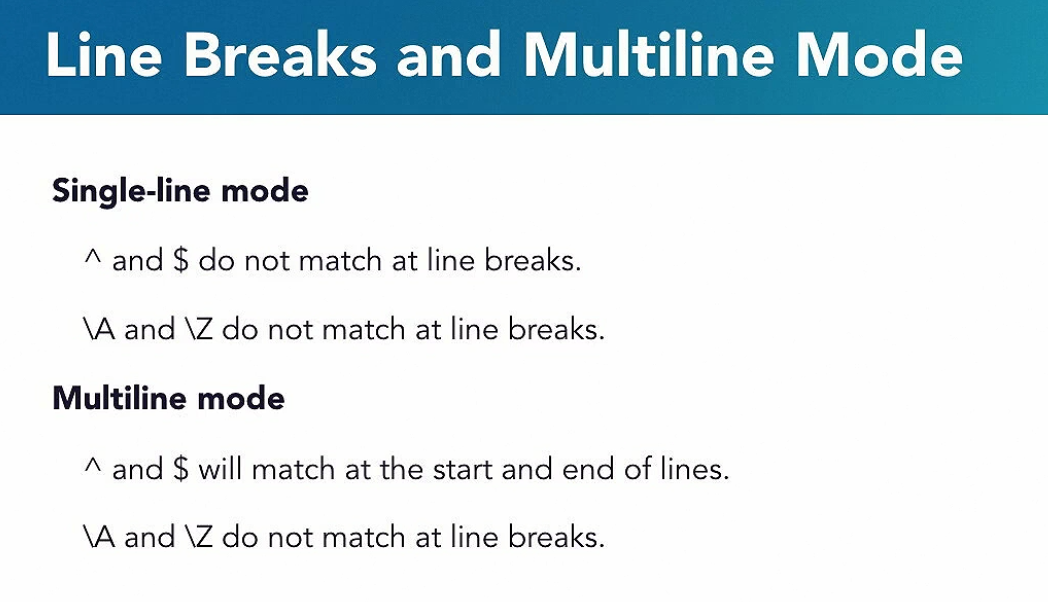 Line Breaks and Multiline Mode
Single-line mode
^ and $ do not match at line breaks.
\A and \Z do not match at line breaks.
Multiline mode
^ and $ will match at the start and end of lines.
\A and \Z do not match at line breaks.